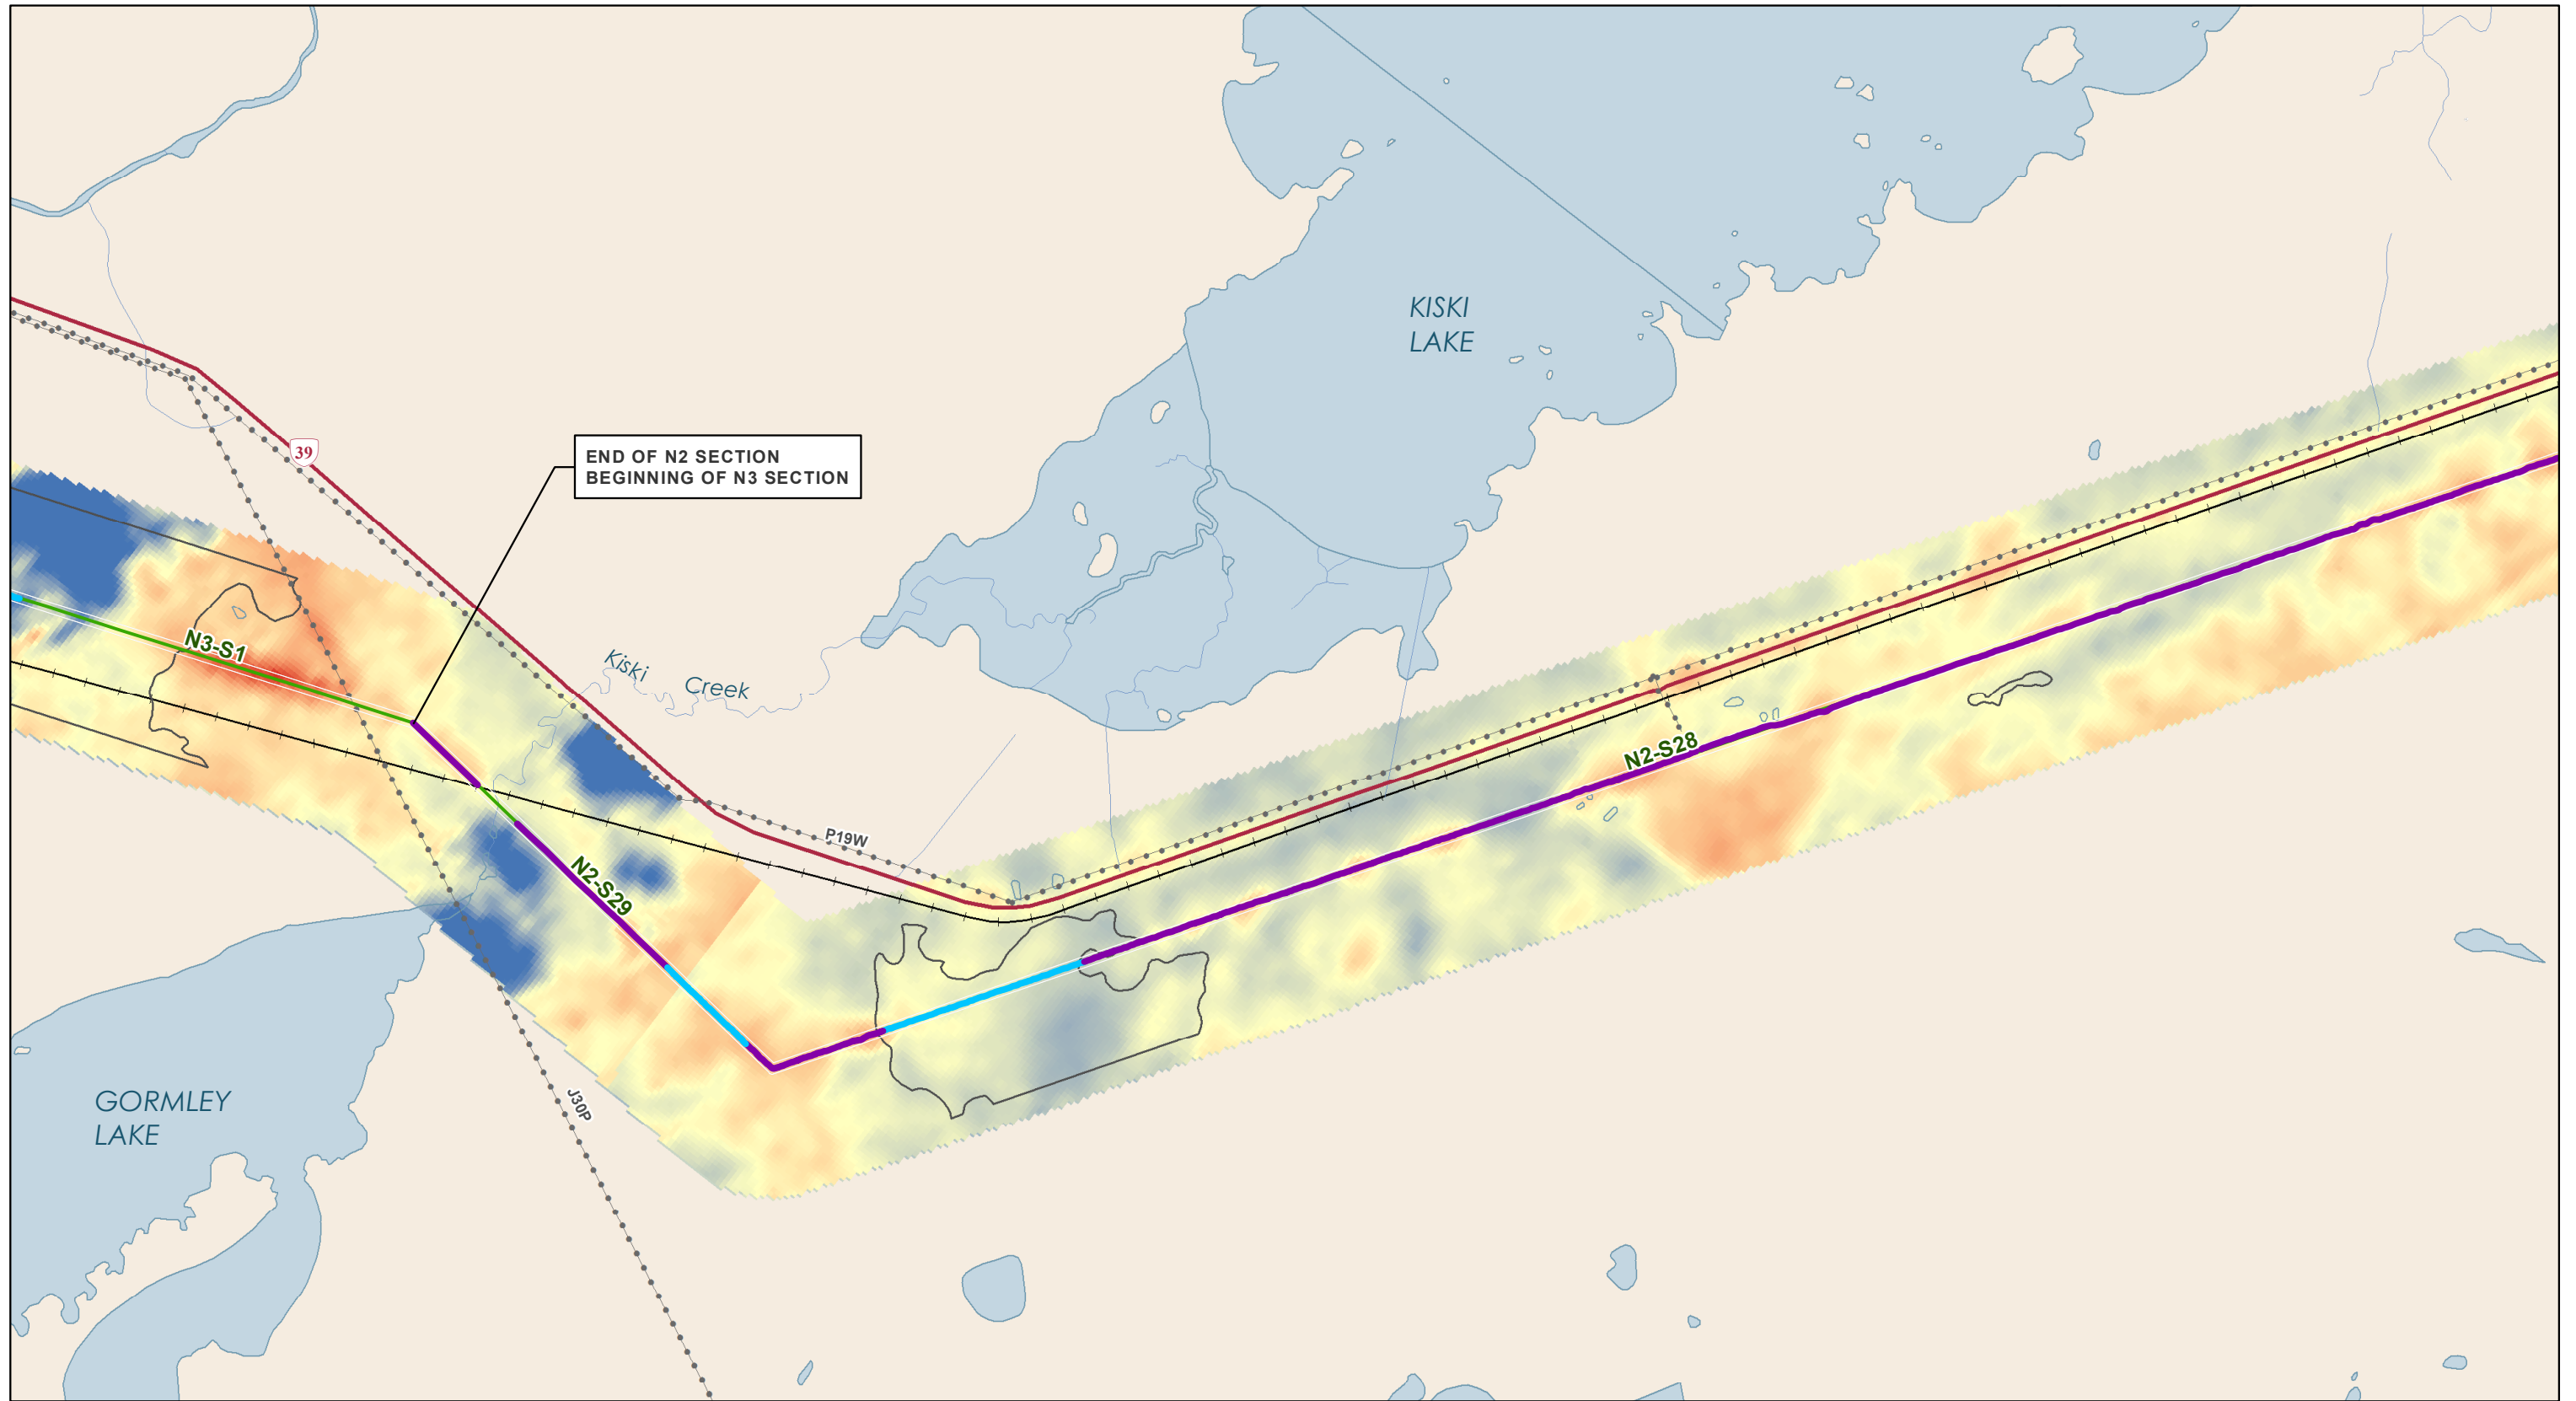 KISKI
LAKE
39
END OF N2 SECTION
BEGINNING OF N3 SECTION
N3-S1
Kiski
Creek
N2-S28
P19W
N2-S29
GORMLEY
LAKE
J30P